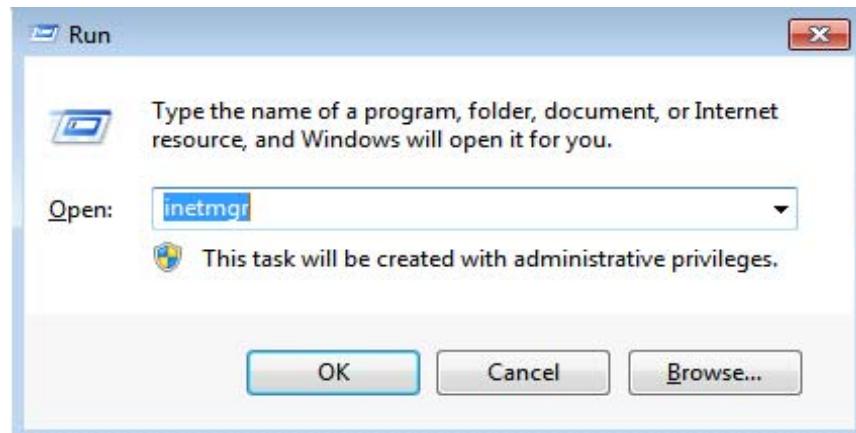 Run
Type the name of a program, folder, document, or Internet
resource, and Windows will open it for you.
Open: inetmgr
This task will be created with administrative privileges.
OK Cancel Browse...